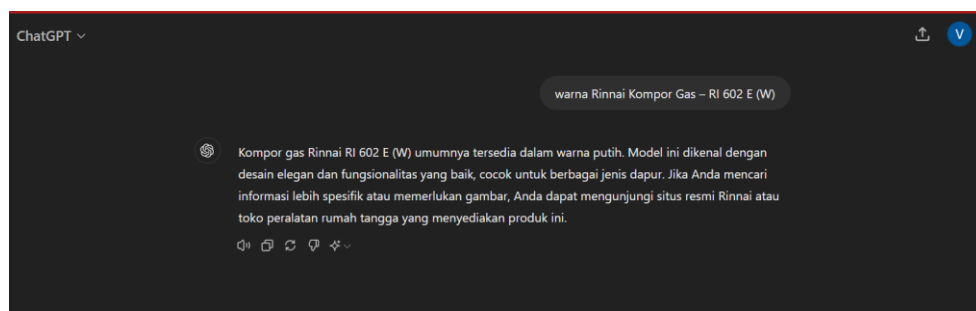 ChatGPT
V
warna Rinnai Kompor Gas – RI 602 E (W)
Kompor gas Rinnai RI 602 E (W) umumnya tersedia dalam warna putih. Model ini dikenal dengan
desain elegan dan fungsionalitas yang baik, cocok untuk berbagai jenis dapur. Jika Anda mencari
informasi lebih spesifik atau memerlukan gambar, Anda dapat mengunjungi situs resmi Rinnai atau
toko peralatan rumah tangga yang menyediakan produk ini.